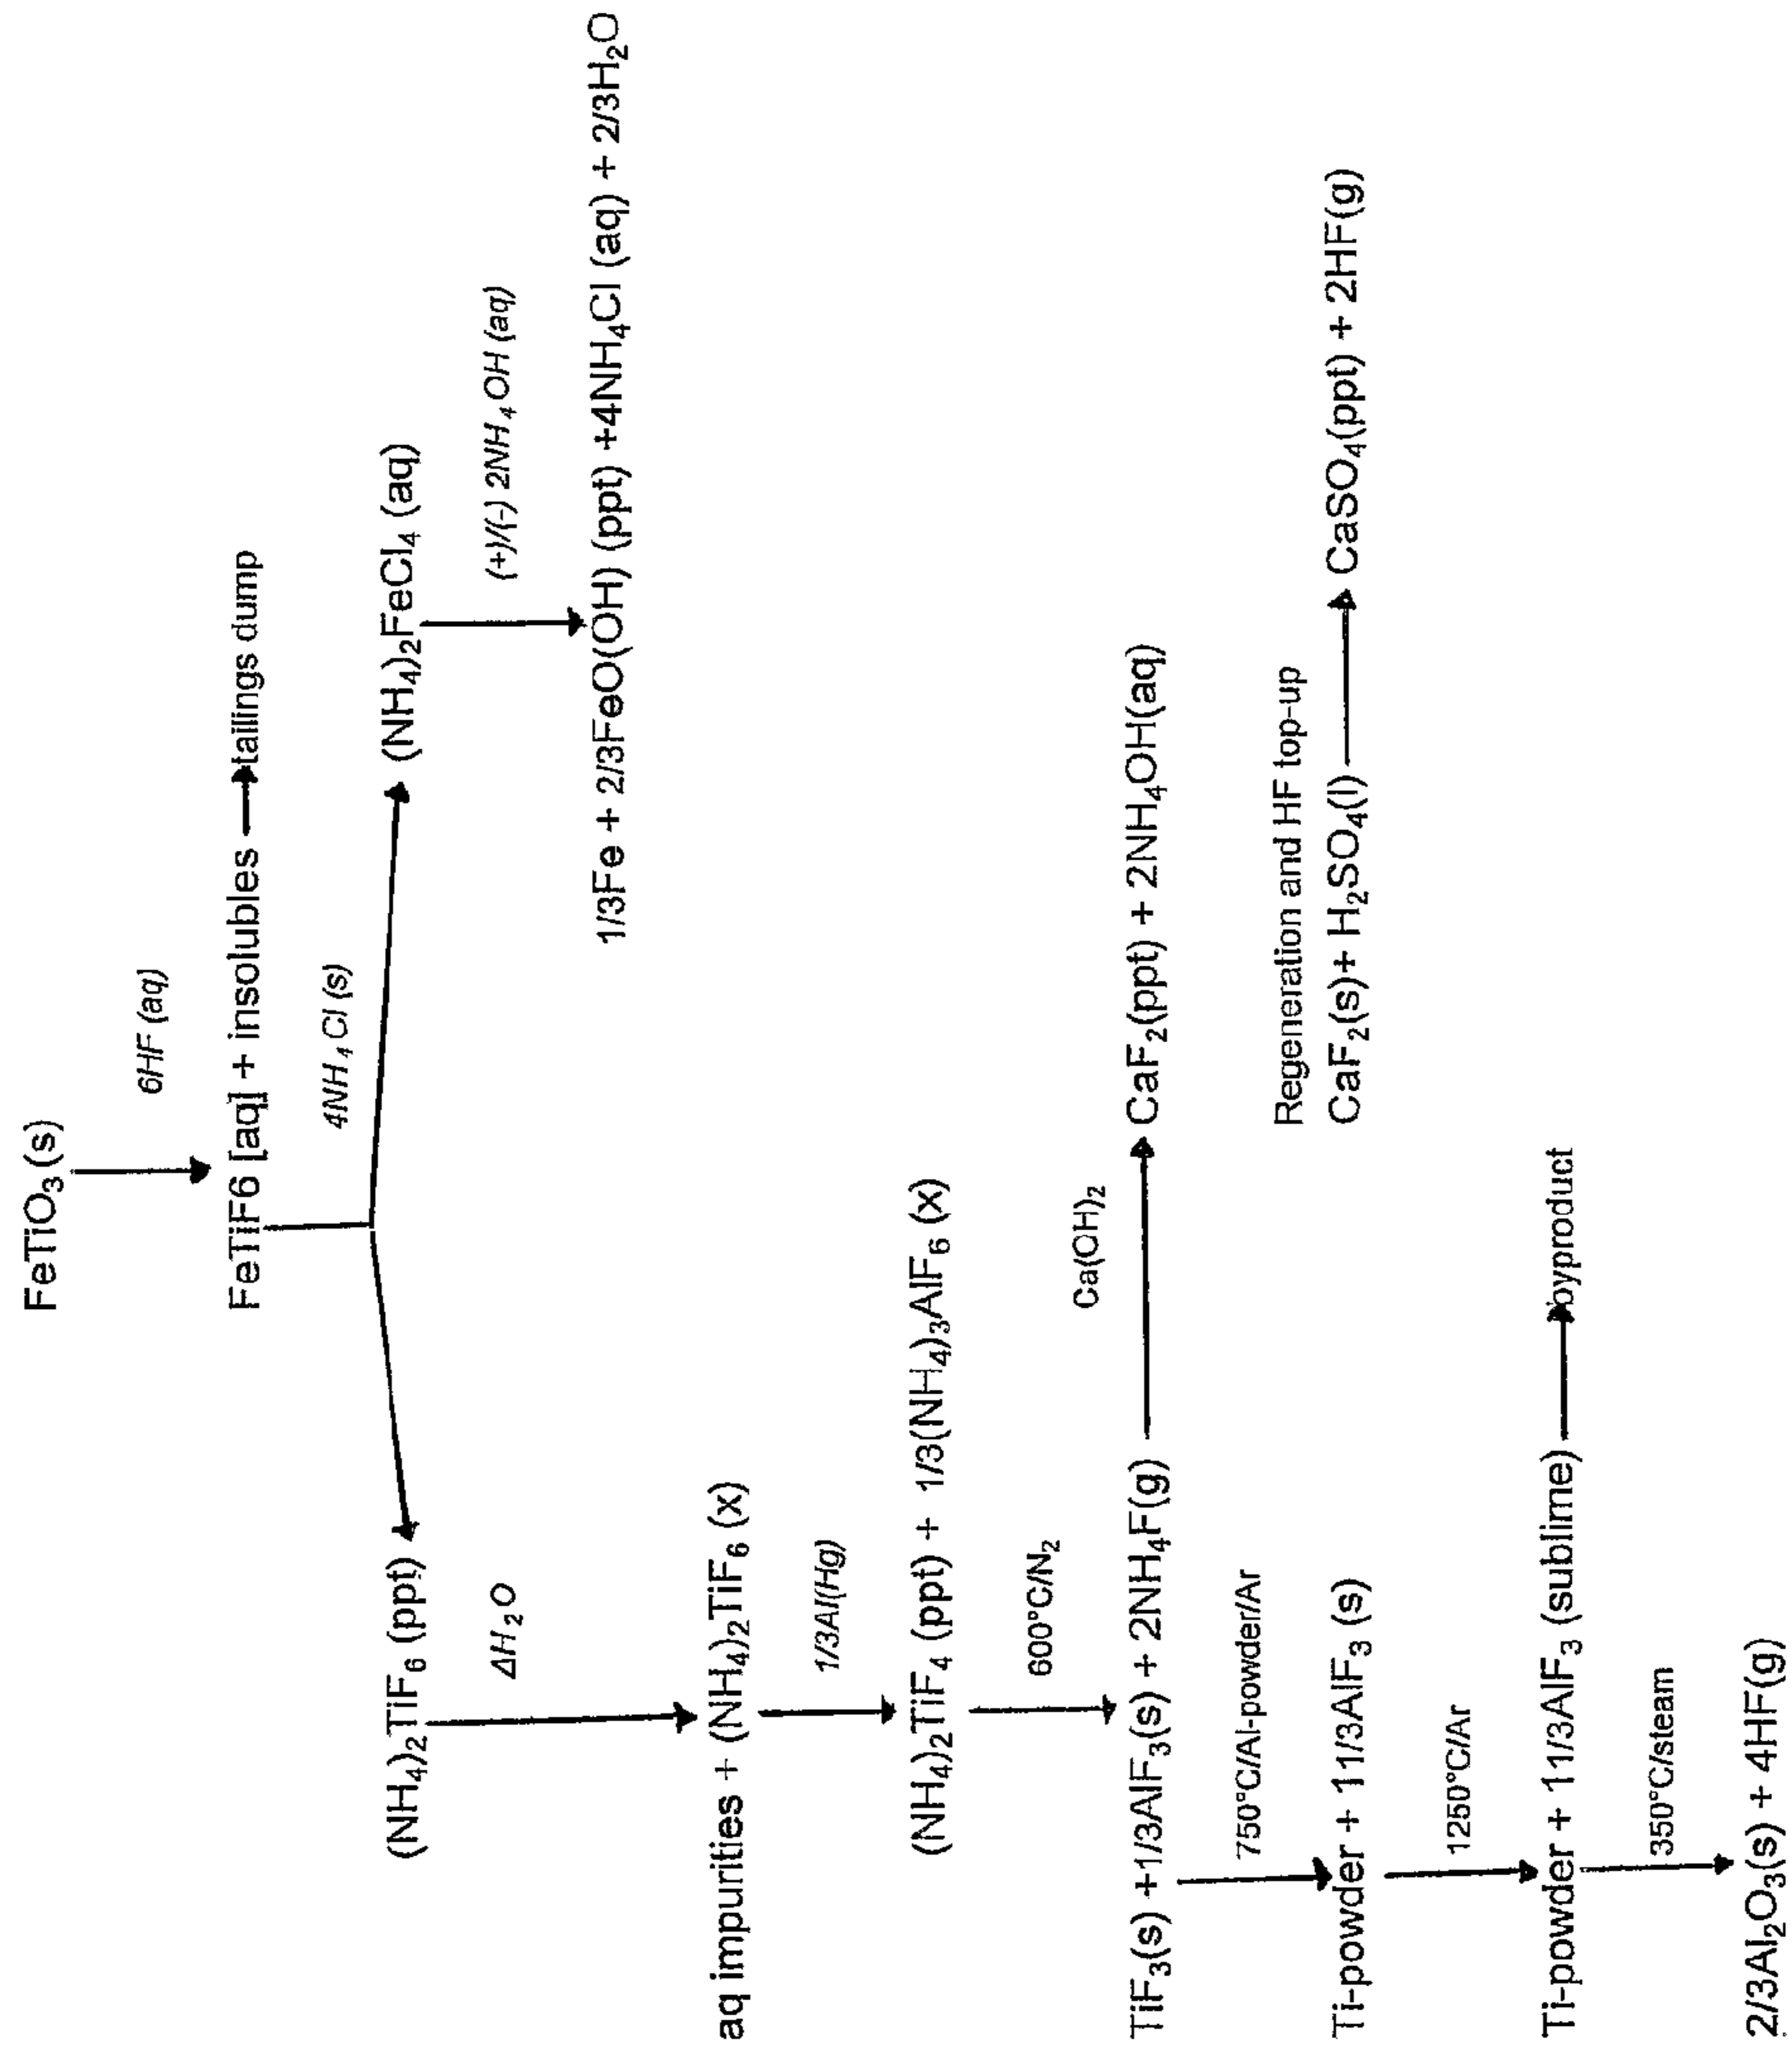 FeTiO₃(s)
6HF (aq)
FeTiF6 [aq] + insolubles
tailings dump
4NH₄Cl (s)
(NH₄)₂TiF₆ (ppt)
(NH₄)₂FeCl₄ (aq)
ΔH₂O
(+)/(-) 2NH₄OH (aq)
1/3Fe + 2/3FeO(OH) (ppt) +4NH₄Cl (aq) + 2/3H₂O
aq impurities + (NH₄)₂TiF₆ (x)
1/3Al(Hg)
(NH₄)₂TiF₄ (ppt) + 1/3(NH₄)₃AlF₆ (x)
600°C/N₂
Ca(OH)₂
TiF₃(s) +1/3AlF₃(s) + 2NH₄F(g)
CaF₂(ppt) + 2NH₄OH(aq)
750°C/Al-powder/Ar
Regeneration and HF top-up
Ti-powder + 11/3AlF₃ (s)
CaF₂(s)+ H₂SO₄(l)
CaSO₄(ppt) + 2HF(g)
1250°C/Ar
Ti-powder + 11/3AlF₃ (sublime)
byproduct
350°C/steam
2/3Al₂O₃(s) + 4HF(g)